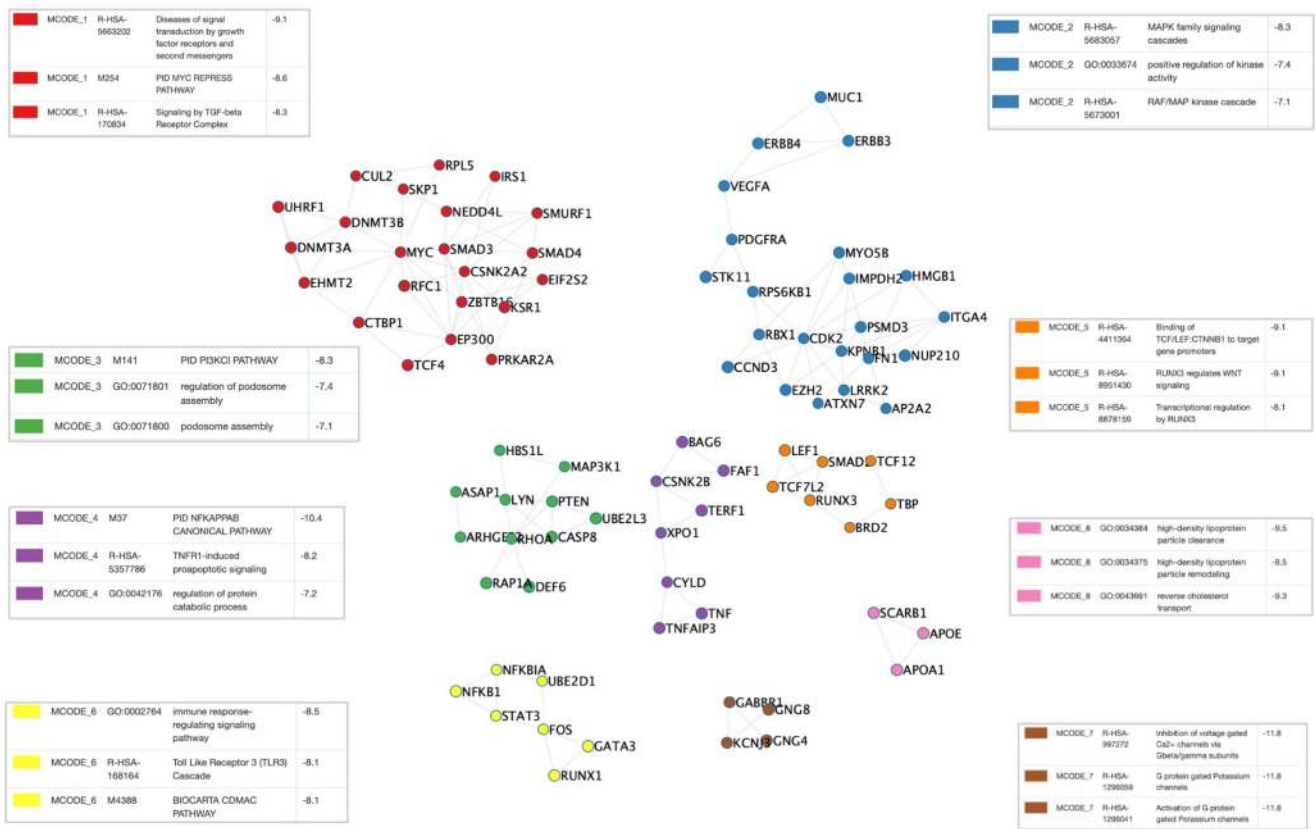 MCODE_1 R-HSA- Diseases of signal -9.1
5663202 transduction by growth
factor receptors and
second messengers
MCODE_1 M254 PID MYC REPRESS -8.6
PATHWAY
MCODE_1 R-HSA- Signaling by TGF-beta -8.3
170834 Receptor Complex
MCODE_2 R-HSA- MAPK family signaling -8.3
5683057 cascades
MCODE_2 GO:0033674 positive regulation of kinase -7.4
activity
MCODE_2 R-HSA- RAF/MAP kinase cascade -7.1
5673001
MUC1
ERBB4
ERBB3
VEGFA
PDGFRA
STK11
RPS6KB1
MYO5B
IMPDH2
HMGB1
ITGA4
RBX1
CDK2
PSMD3
KPNB1
FN1
NUP210
CCND3
EZH2
LRRK2
ATXN7
AP2A2
RPL5
CUL2
SKP1
IRS1
UHRF1
DNMT3B
NEDD4L
SMURF1
DNMT3A
MYC
SMAD3
SMAD4
CSNK2A2
EHMT2
RFC1
EIF2S2
ZBTB16
KSR1
CTBP1
EP300
TCF4
PRKAR2A
MCODE_3 M141 PID PI3KCI PATHWAY -8.3
MCODE_3 GO:0071801 regulation of podosome -7.4
assembly
MCODE_3 GO:0071800 podosome assembly -7.1
MCODE_5 R-HSA- Binding of -9.1
4411364 TCF/LEF:CTNNB1 to target
gene promoters
MCODE_5 R-HSA- RUNX3 regulates WNT -9.1
8951430 signaling
MCODE_5 R-HSA- Transcriptional regulation -8.1
8878159 by RUNX3
HBS1L
MAP3K1
ASAP1
LYN
PTEN
UBE2L3
RHOA
CASP8
RAP1A
DEF6
BAG6
CSNK2B
FAF1
TERF1
XPO1
CYLD
TNF
TNFAIP3
LEF1
TCF12
TCF7L2
RUNX3
TBP
BRD2
MCODE_4 M37 PID NFKAPPAB -10.4
CANONICAL PATHWAY
MCODE_4 R-HSA- TNFR1-induced -8.2
5357786 proapoptotic signaling
MCODE_4 GO:0042176 regulation of protein -7.2
catabolic process
MCODE_8 GO:0034384 high-density lipoprotein -9.5
particle clearance
MCODE_8 GO:0034375 high-density lipoprotein -9.5
particle remodeling
MCODE_8 GO:0043691 reverse cholesterol -9.3
transport
SCARB1
APOE
APOA1
MCODE_6 GO:0002764 immune response- -8.5
regulating signaling
pathway
MCODE_6 R-HSA- Toll Like Receptor 3 (TLR3) -8.1
168164 Cascade
MCODE_6 M4388 BIOCARTA CDMAC -8.1
PATHWAY
NFKBIA
UBE2D1
NFKB1
STAT3
FOS
GATA3
RUNX1
GABBR1
GNG8
KCNJ3
GNG4
MCODE_7 R-HSA- Inhibition of voltage gated -11.8
997272 Ca2+ channels via
Gbeta/gamma subunits
MCODE_7 R-HSA- G protein gated Potassium -11.8
1296059 channels
MCODE_7 R-HSA- Activation of G protein -11.8
1296041 gated Potassium channels